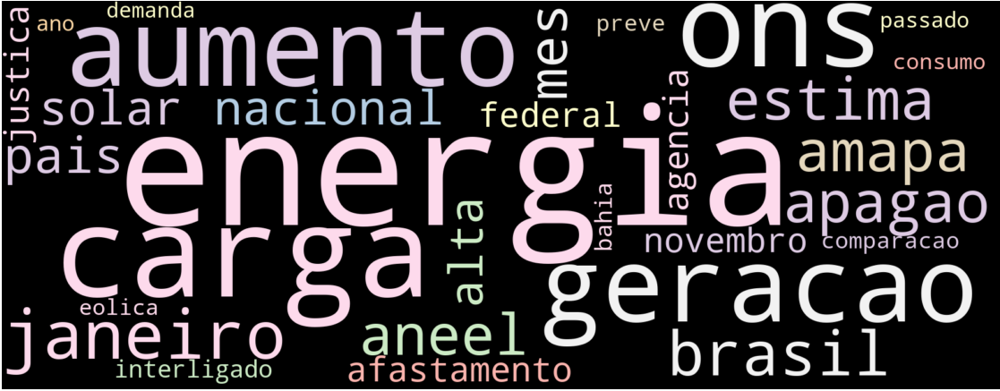 demanda
ano
aumento
justica
mes
preve
ons
passado
consumo
solar
nacional
federal
agencia
estima
pais
energia
amapa
apagao
carga
alta
bahia
novembro
comparacao
geracao
eolica
janeiro
aneel
brasil
interligado
afastamento